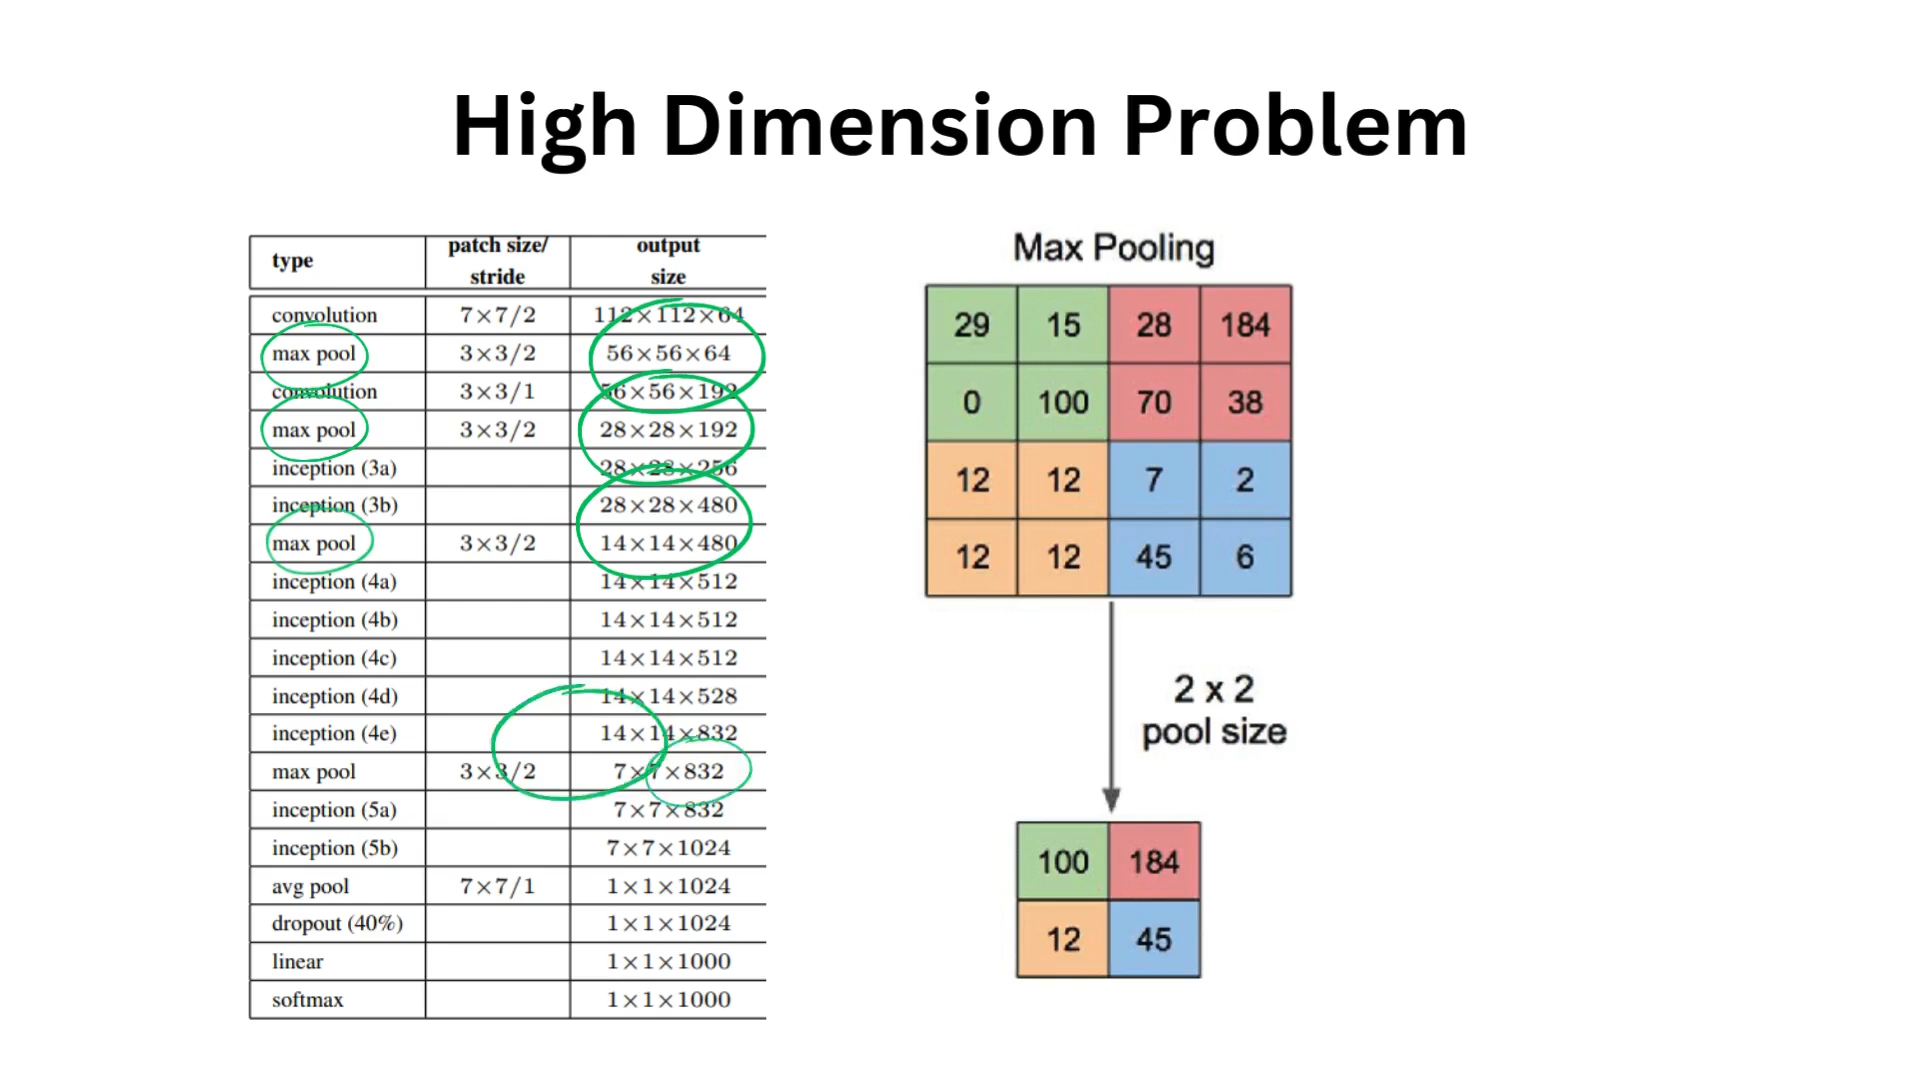 High Dimension Problem
type patch size/ stride output size
convolution 7×7/2 112×112×64
max pool 3×3/2 56×56×64
convolution 3×3/1 56×56×192
max pool 3×3/2 28×28×192
inception (3a) 28×28×256
inception (3b) 28×28×480
max pool 3×3/2 14×14×480
inception (4a) 14×14×512
inception (4b) 14×14×512
inception (4c) 14×14×512
inception (4d) 14×14×528
inception (4e) 14×14×832
max pool 3×3/2 7×7×832
inception (5a) 7×7×832
inception (5b) 7×7×1024
avg pool 7×7/1 1×1×1024
dropout (40%) 1×1×1024
linear 1×1×1000
softmax 1×1×1000
Max Pooling
29 15 28 184
0 100 70 38
12 12 7 2
12 12 45 6
2 x 2
pool size
100 184
12 45